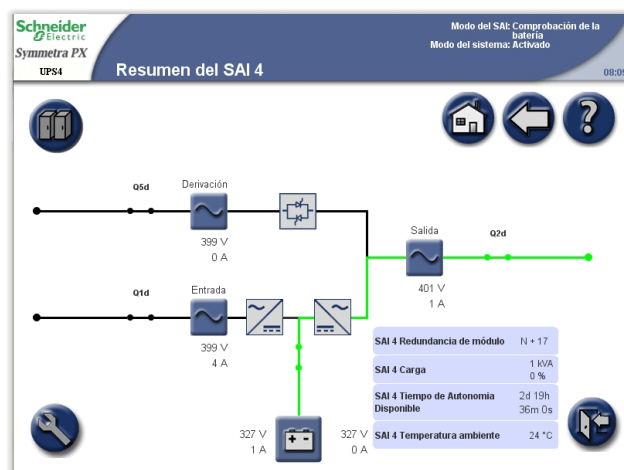 Schneider
Electric
Symmetra PX
UPS4
Resumen del SAI 4
Modo del SAI: Comprobación de la
batería
Modo del sistema: Activado
08:09
Q5d
Derivación
399 V
0 A
Salida
Q2d
401 V
1 A
Q1d
Entrada
399 V
4 A
SAI 4 Redundancia de módulo N + 17
SAI 4 Carga 1 kVA
0 %
SAI 4 Tiempo de Autonomía 2d 19h
Disponible 36m 0s
SAI 4 Temperatura ambiente 24 °C
327 V
1 A
327 V
0 A